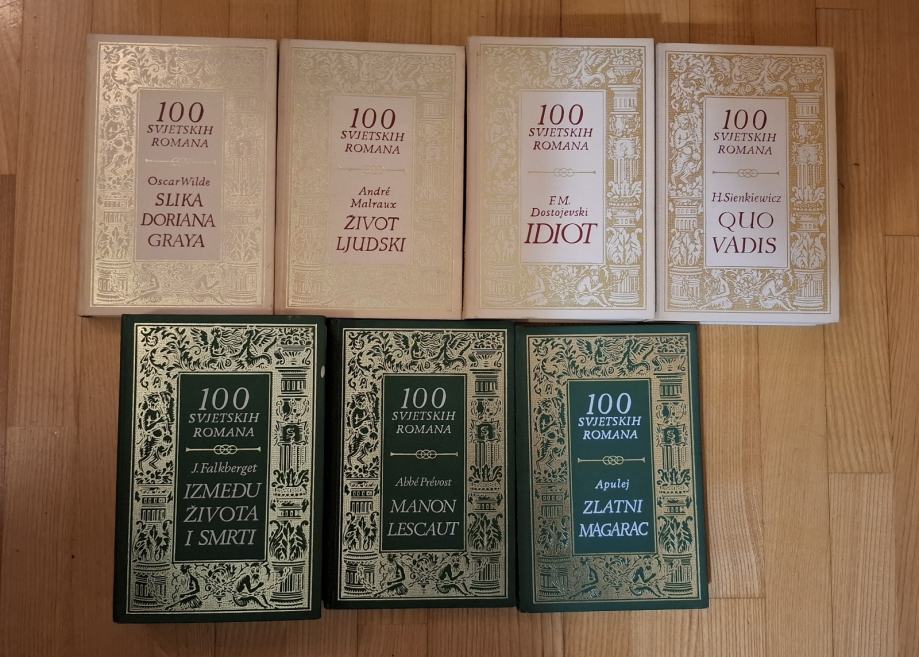 100
SVJETSKIH
ROMANA
Oscar Wilde
SLIKA
DORIANA
GRAYA
100
SVJETSKIH
ROMANA
André
Malraux
ŽIVOT
LJUDSKI
100
SVJETSKIH
ROMANA
F. M.
Dostojevski
IDIOT
100
SVJETSKIH
ROMANA
H. Sienkiewicz
QUO
VADIS
100
SVJETSKIH
ROMANA
J. Falkberget
IZMEĐU
ŽIVOTA
I SMRTI
100
SVJETSKIH
ROMANA
Abbé Prévost
MANON
LESCAUT
100
SVJETSKIH
ROMANA
Apulej
ZLATNI
MAGARAC